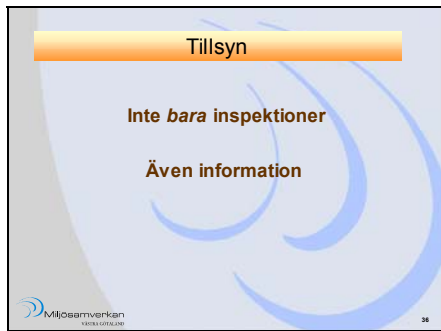 Tillsyn
Inte bara inspektioner
Även information
Miljösamverkan
VÄSTRA GÖTALAND
36